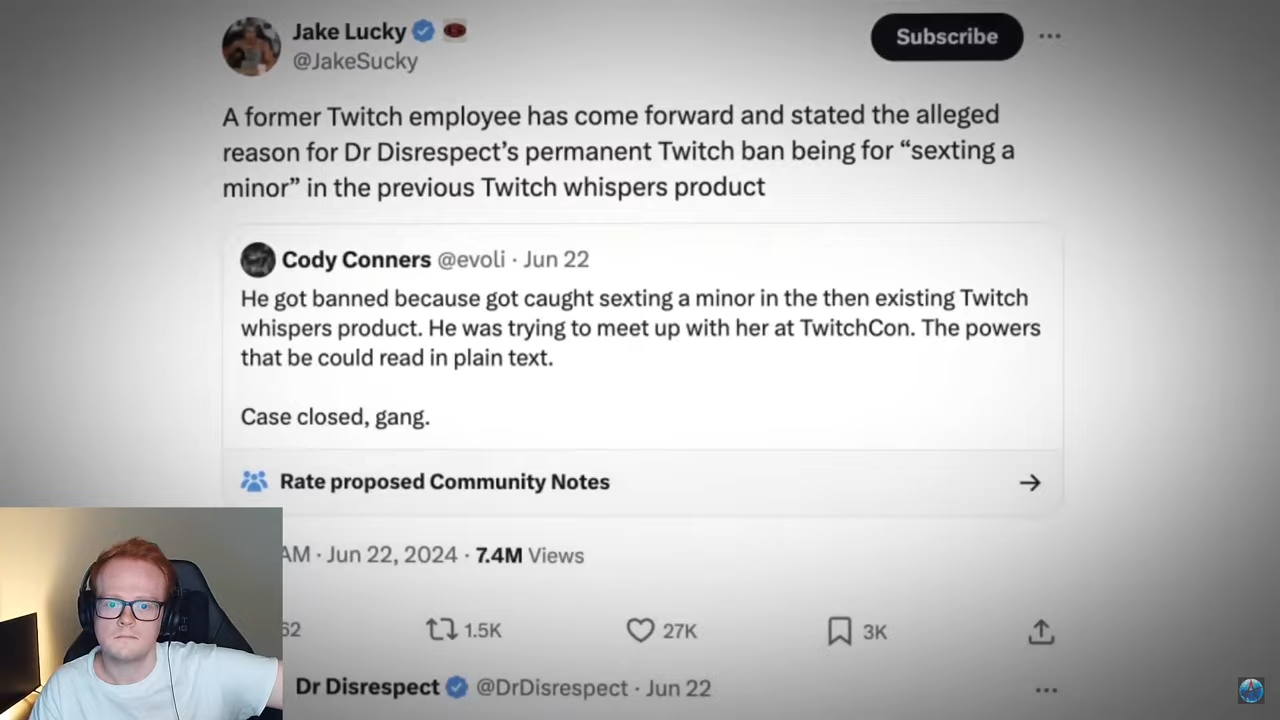 Jake Lucky
@JakeSucky
Subscribe
A former Twitch employee has come forward and stated the alleged
reason for Dr Disrespect’s permanent Twitch ban being for “sexting a
minor” in the previous Twitch whispers product
Cody Conners @evoli · Jun 22
He got banned because got caught sexting a minor in the then existing Twitch
whispers product. He was trying to meet up with her at TwitchCon. The powers
that be could read in plain text.
Case closed, gang.
Rate proposed Community Notes
AM · Jun 22, 2024 · 7.4M Views
62 1.5K 27K 3K
Dr Disrespect @DrDisrespect · Jun 22